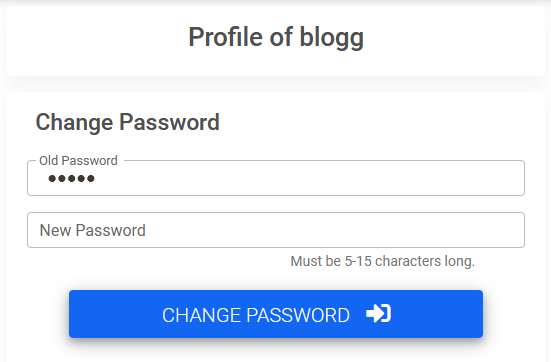 Profile of blogg
Change Password
Old Password
•••••
New Password
Must be 5-15 characters long.
CHANGE PASSWORD